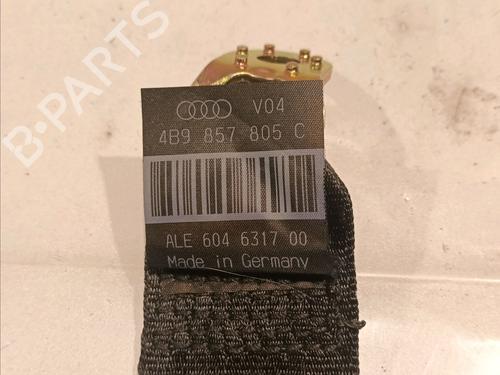 B-PARTS
V04
4B9 857 805 C
ALE 604 6317 00
Made in Germany